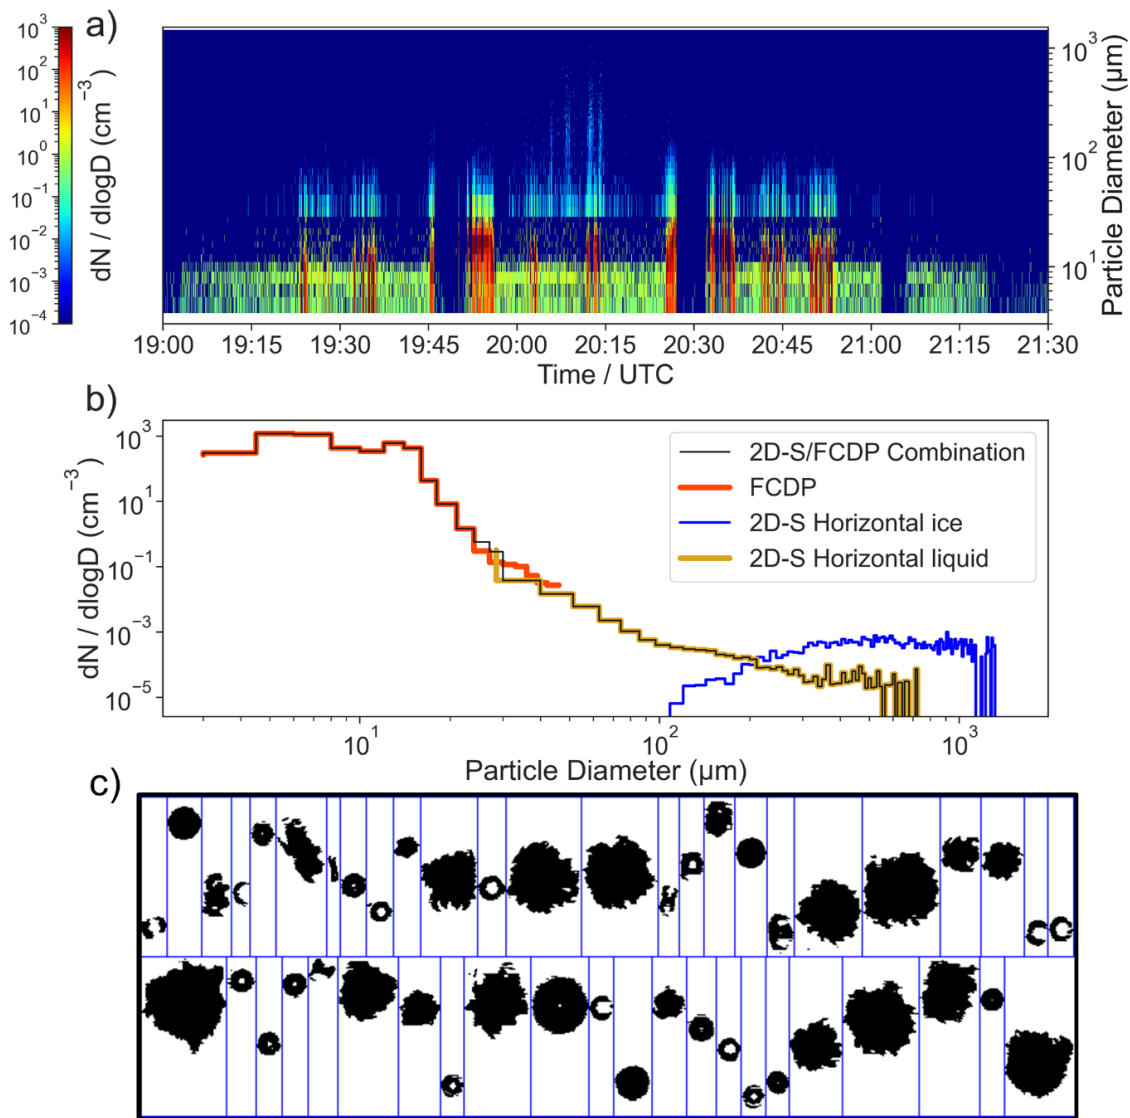 a)
10³
10²
10¹
10⁰
10⁻¹
10⁻²
10⁻³
10⁻⁴
dN / dlogD (cm⁻³)
10³
10²
10¹
Particle Diameter (μm)
19:00 19:15 19:30 19:45 20:00 20:15 20:30 20:45 21:00 21:15 21:30
Time / UTC
b)
10³
10¹
10⁻¹
10⁻³
10⁻⁵
dN / dlogD (cm⁻³)
2D-S/FCDP Combination
FCDP
2D-S Horizontal ice
2D-S Horizontal liquid
10¹ 10² 10³
Particle Diameter (μm)
c)